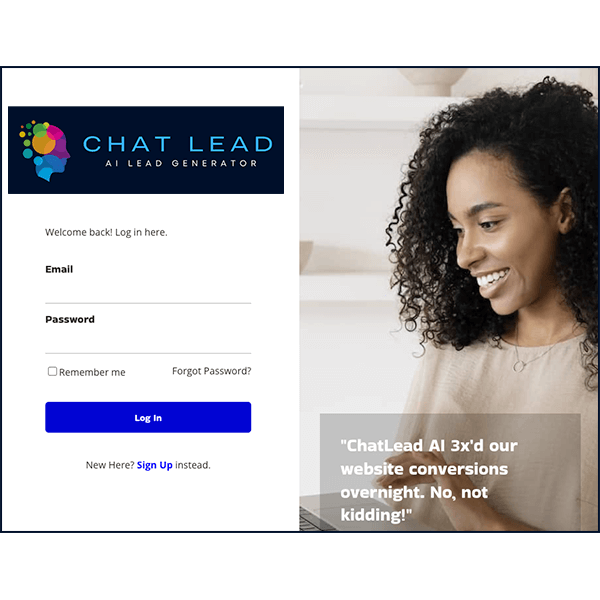 CHAT LEAD
AI LEAD GENERATOR
Welcome back! Log in here.
Email
Password
Remember me
Forgot Password?
Log In
New Here? Sign Up instead.
"ChatLead AI 3x'd our
website conversions
overnight. No, not
kidding!"